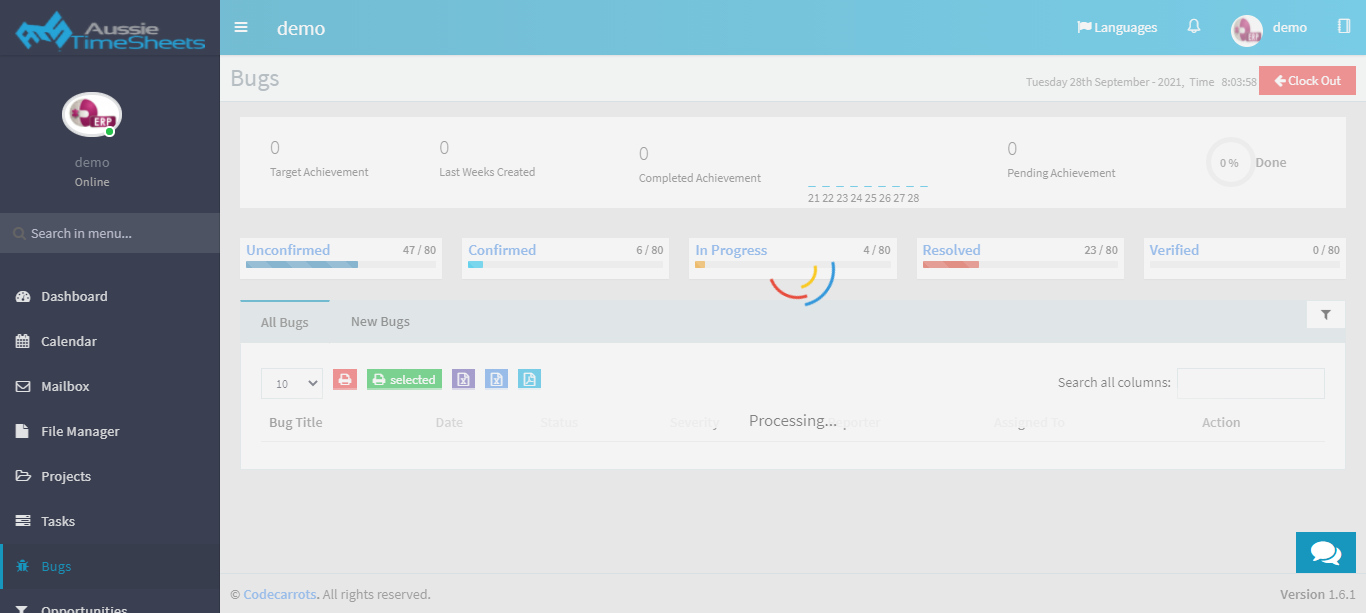 Aussie
TimeSheets
demo
Languages
demo
ERP
demo
Online
Search in menu...
Dashboard
Calendar
Mailbox
File Manager
Projects
Tasks
Bugs
Opportunities
Bugs
Tuesday 28th September - 2021, Time 8:03:58
Clock Out
0
Target Achievement
0
Last Weeks Created
0
Completed Achievement
21 22 23 24 25 26 27 28
0
Pending Achievement
0 %
Done
Unconfirmed 47 / 80
Confirmed 6 / 80
In Progress 4 / 80
Resolved 23 / 80
Verified 0 / 80
All Bugs
New Bugs
10
selected
Search all columns:
Bug Title Date Status Severity Reporter Assigned To Action
Processing...
© Codecarrots. All rights reserved.
Version 1.6.1